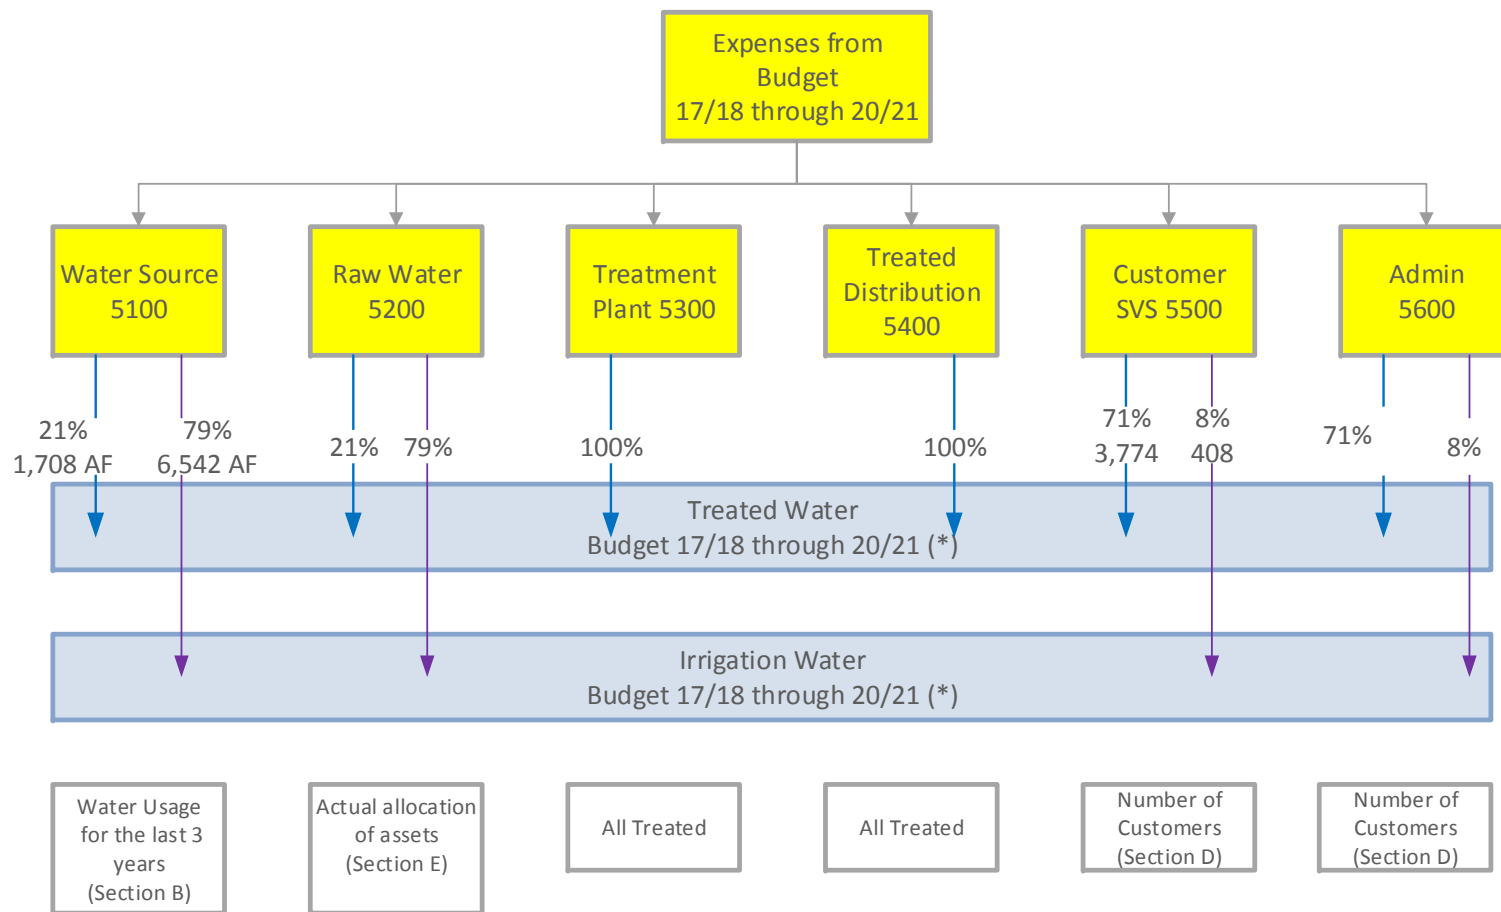 Expenses from
Budget
17/18 through 20/21
Water Source
5100
Raw Water
5200
Treatment
Plant 5300
Treated
Distribution
5400
Customer
SVS 5500
Admin
5600
21%
1,708 AF
79%
6,542 AF
21%
79%
100%
100%
71%
3,774
8%
408
71%
8%
Treated Water
Budget 17/18 through 20/21 (*)
Irrigation Water
Budget 17/18 through 20/21 (*)
Water Usage
for the last 3
years
(Section B)
Actual allocation
of assets
(Section E)
All Treated
All Treated
Number of
Customers
(Section D)
Number of
Customers
(Section D)